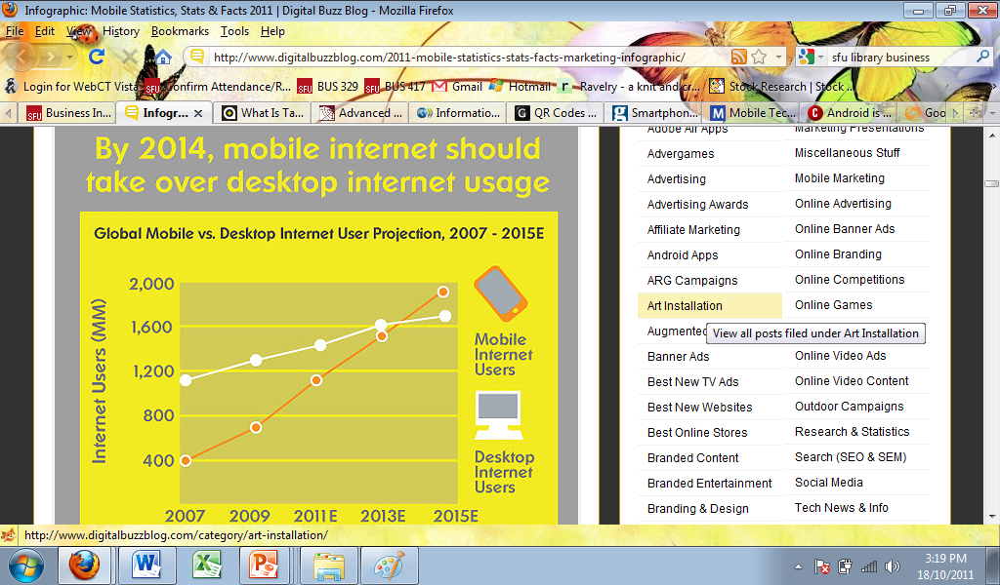 Infographic: Mobile Statistics, Stats & Facts 2011 | Digital Buzz Blog - Mozilla Firefox
File Edit View History Bookmarks Tools Help
http://www.digitalbuzzblog.com/2011-mobile-statistics-stats-facts-marketing-infographic/
sfu library business
Login for WebCT Vista
SFU Confirm Attendance/R...
SFU BUS 329
SFU BUS 417
Gmail
Hotmail
r Ravelry - a knit and cr...
Stock Research | Stock ...
SFU Business In...
Infogr...
What Is Ta...
Advanced ...
Informatio...
G QR Codes ...
g Smartphon...
M Mobile Tec...
C Android is ...
Goo
By 2014, mobile internet should
take over desktop internet usage
Global Mobile vs. Desktop Internet User Projection, 2007 - 2015E
Internet Users (MM)
2,000
1,600
1,200
800
400
2007 2009 2011E 2013E 2015E
Mobile
Internet
Users
Desktop
Internet
Users
Adobe Air Apps
Advergames
Advertising
Advertising Awards
Affiliate Marketing
Android Apps
ARG Campaigns
Art Installation
Augmented
Banner Ads
Best New TV Ads
Best New Websites
Best Online Stores
Branded Content
Branded Entertainment
Branding & Design
Marketing Presentations
Miscellaneous Stuff
Mobile Marketing
Online Advertising
Online Banner Ads
Online Branding
Online Competitions
Online Games
View all posts filed under Art Installation
Online Video Ads
Online Video Content
Outdoor Campaigns
Research & Statistics
Search (SEO & SEM)
Social Media
Tech News & Info
http://www.digitalbuzzblog.com/category/art-installation/
3:19 PM
18/10/2011